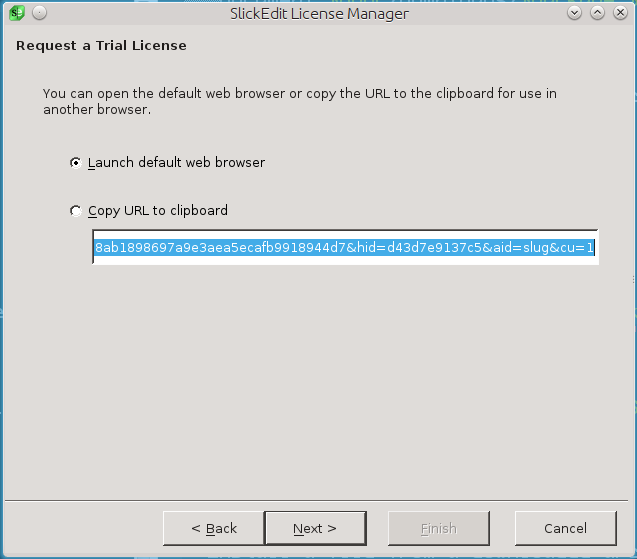 SlickEdit License Manager
Request a Trial License
You can open the default web browser or copy the URL to the clipboard for use in
another browser.
Launch default web browser
Copy URL to clipboard
8ab1898697a9e3aea5ecafb9918944d7&hid=d43d7e9137c5&aid=slug&cu=1
< Back Next > Finish Cancel